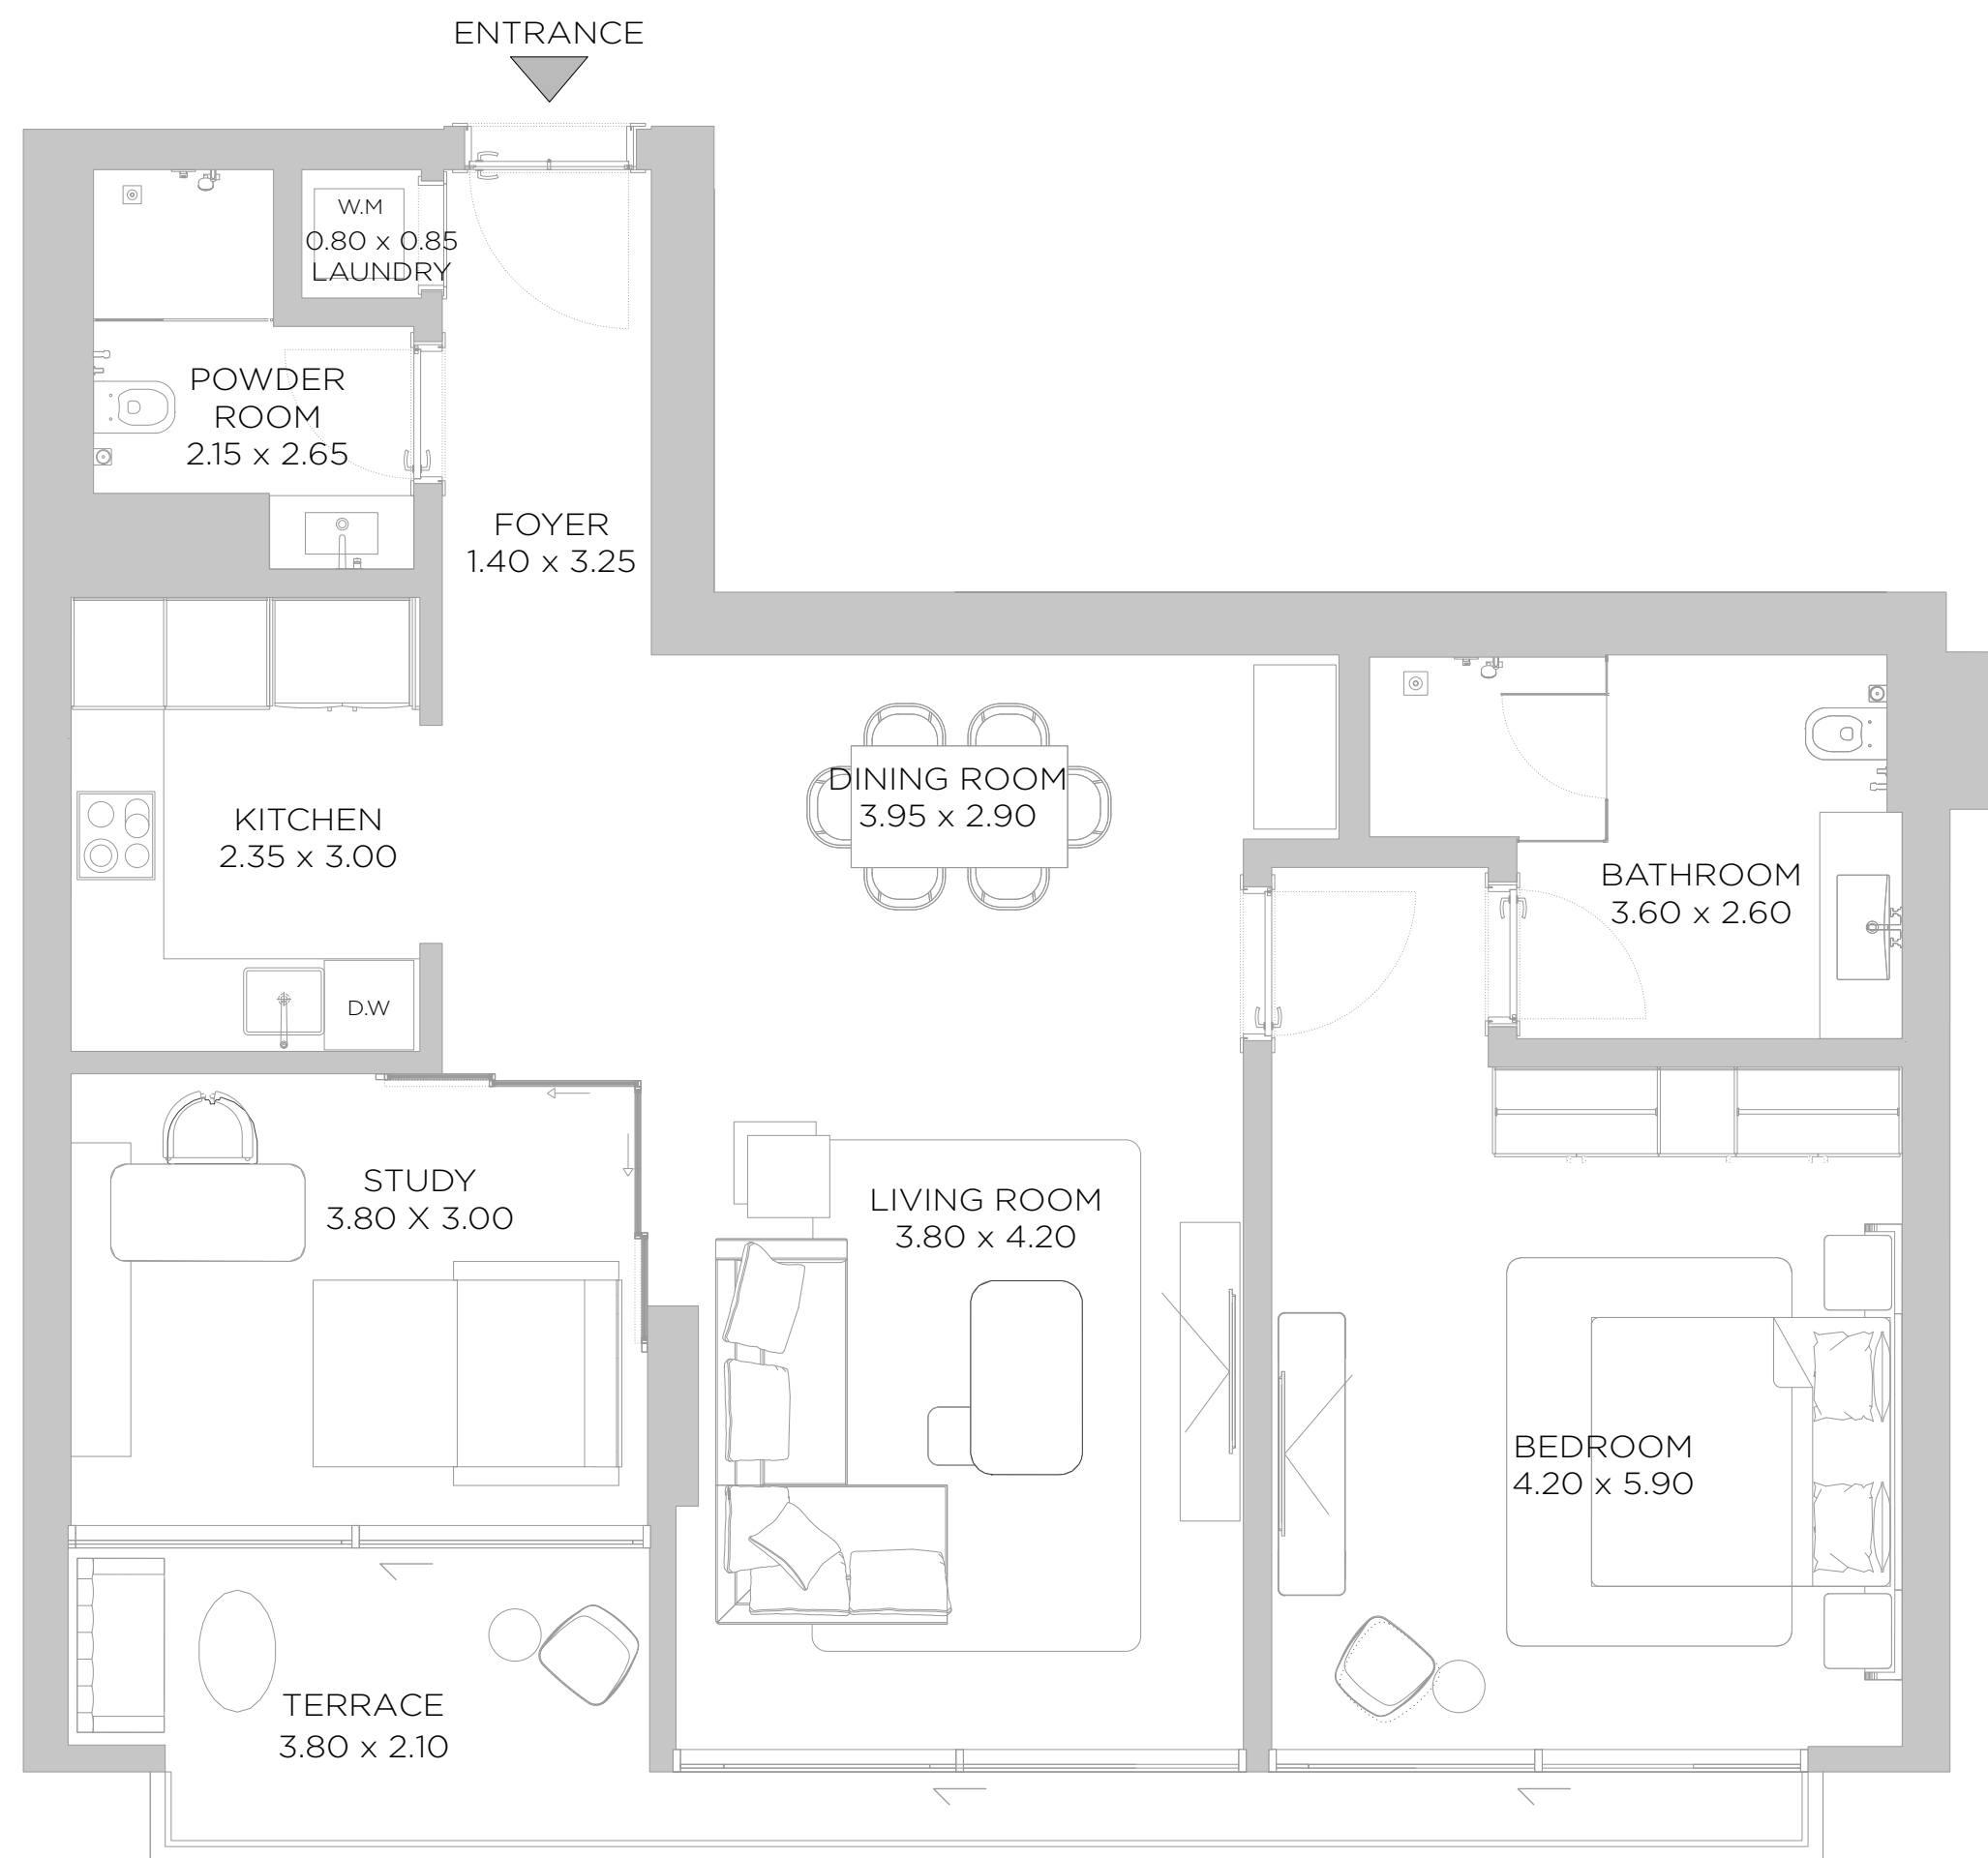 ENTRANCE
W.M
0.80 x 0.85
LAUNDRY
POWDER
ROOM
2.15 x 2.65
FOYER
1.40 x 3.25
DINING ROOM
3.95 x 2.90
KITCHEN
2.35 x 3.00
BATHROOM
3.60 x 2.60
D.W
STUDY
3.80 X 3.00
LIVING ROOM
3.80 x 4.20
BEDROOM
4.20 x 5.90
TERRACE
3.80 x 2.10